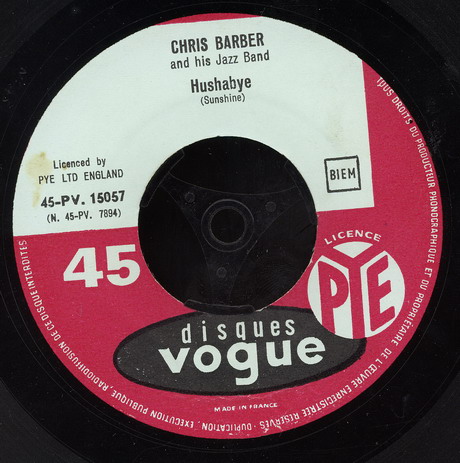 CHRIS BARBER
and his Jazz Band
Hushabye
(Sunshine)
Licenced by
PYE LTD ENGLAND
45-PV. 15057
(N. 45-PV. 7894)
BIEM
45
LICENCE
PYE
disques
vogue
MADE IN FRANCE
TOUS DROITS DU PRODUCTEUR PHONOGRAPHIQUE ET DU PROPRIÉTAIRE DE L'ŒUVRE ENREGISTRÉE RÉSERVÉS - DUPLICATION, EXÉCUTION PUBLIQUE, RADIODIFFUSION DE CE DISQUE INTERDITES